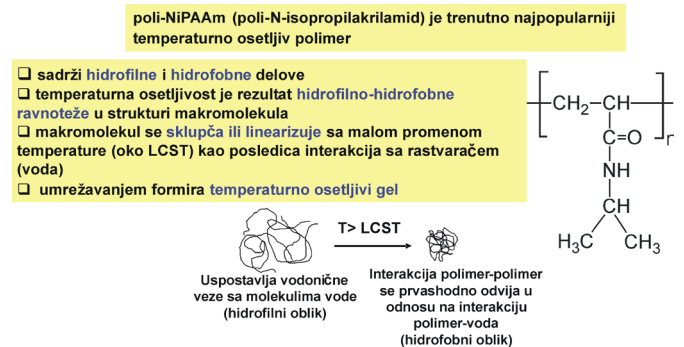 poli-NiPAAm (poli-N-isopropilakrilamid) je trenutno najpopularniji
temperaturno osetljiv polimer
❑ sadrži hidrofilne i hidrofobne delove
❑ temperaturna osetljivost je rezultat hidrofilno-hidrofobne
ravnoteže u strukturi makromolekula
❑ makromolekul se sklupča ili linearizuje sa malom promenom
temperature (oko LCST) kao posledica interakcija sa rastvaračem
(voda)
❑ umrežavanjem formira temperaturno osetljivi gel
CH₂-CH
C=O
n
NH
CH
H₃C
CH₃
T> LCST
Uspostavlja vodonične
veze sa molekulima vode
(hidrofilni oblik)
Interakcija polimer-polimer
se prvashodno odvija u
odnosu na interakciju
polimer-voda
(hidrofobni oblik)